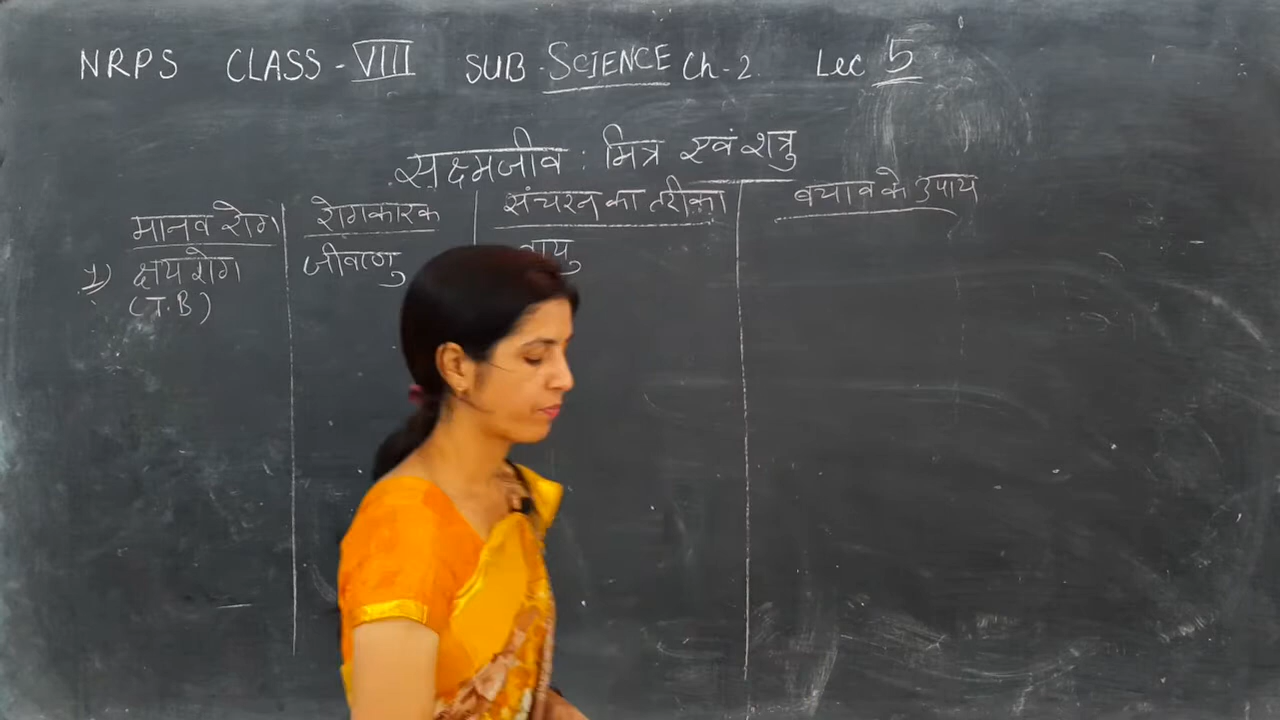 NRPS CLASS - VIII SUB - SCIENCE Ch - 2. Lec 5
सूक्ष्मजीव : मित्र एवं शत्रु
मानव रोग रोगकारक संचरन का तरीका बचाव के उपाय
1) क्षय रोग जीवाणु वायु
(T.B)